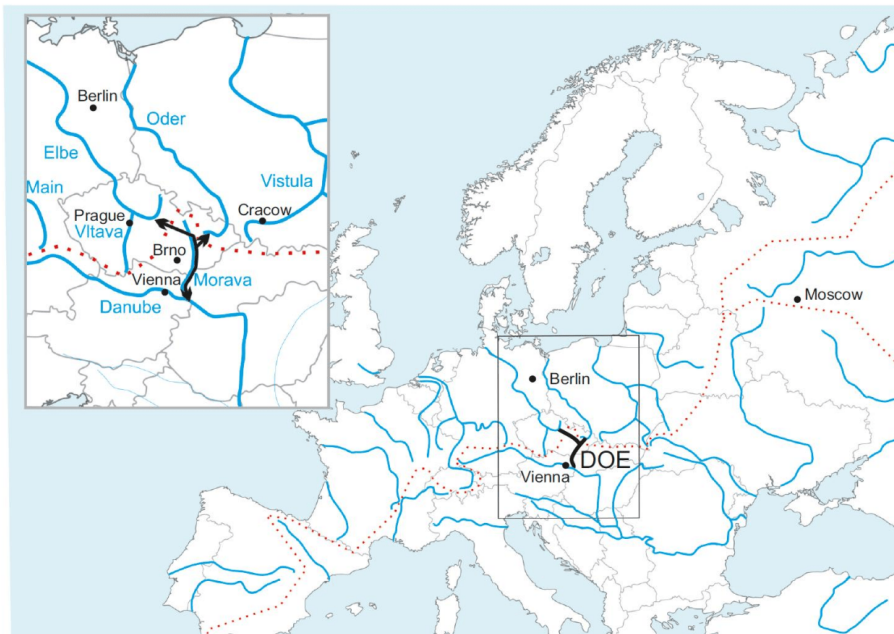 Berlin
Oder
Elbe
Main
Vistula
Prague
Cracow
Vltava
Brno
Vienna
Morava
Danube
Moscow
Berlin
DOE
Vienna